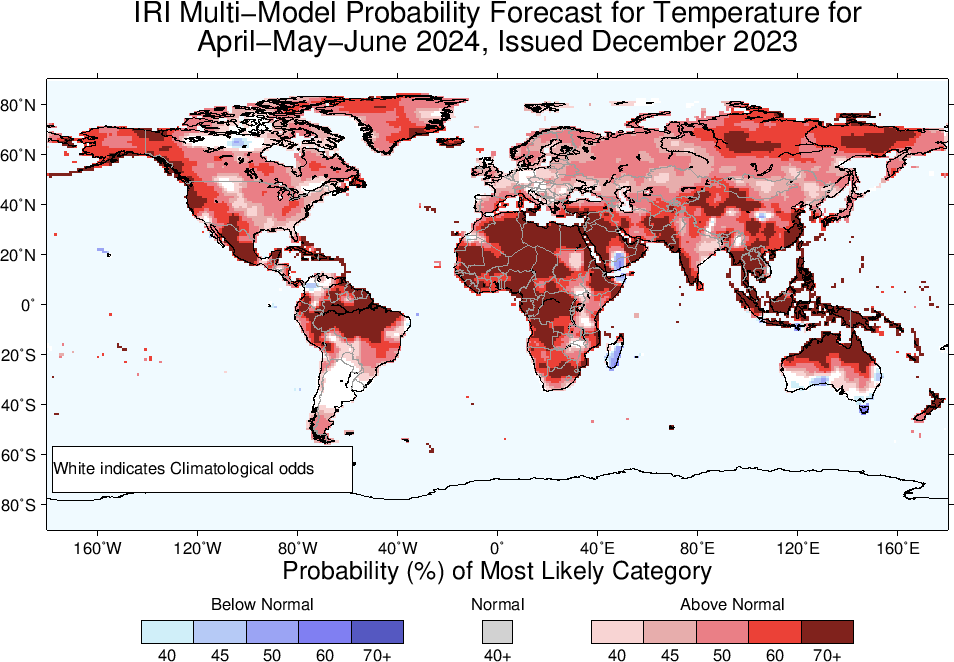 IRI Multi−Model Probability Forecast for Temperature for
April−May−June 2024, Issued December 2023
80˚N
60˚N
40˚N
20˚N
0˚
20˚S
40˚S
60˚S
80˚S
White indicates Climatological odds
160˚W 120˚W 80˚W 40˚W 0˚ 40˚E 80˚E 120˚E 160˚E
Probability (%) of Most Likely Category
Below Normal Normal Above Normal
40 45 50 60 70+ 40+ 40 45 50 60 70+